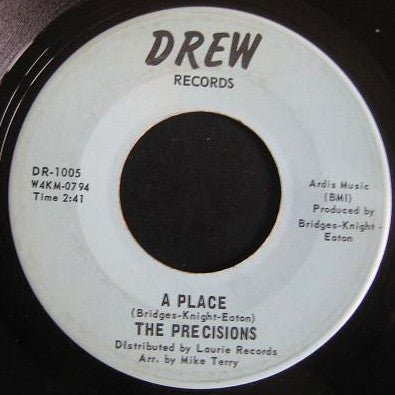 DREW
RECORDS
DR-1005
W4KM-0794
Time 2:41
Ardis Music
(BMI)
Produced by
Bridges-Knight-
Eaton
A PLACE
(Bridges-Knight-Eaton)
THE PRECISIONS
Distributed by Laurie Records
Arr. by Mike Terry